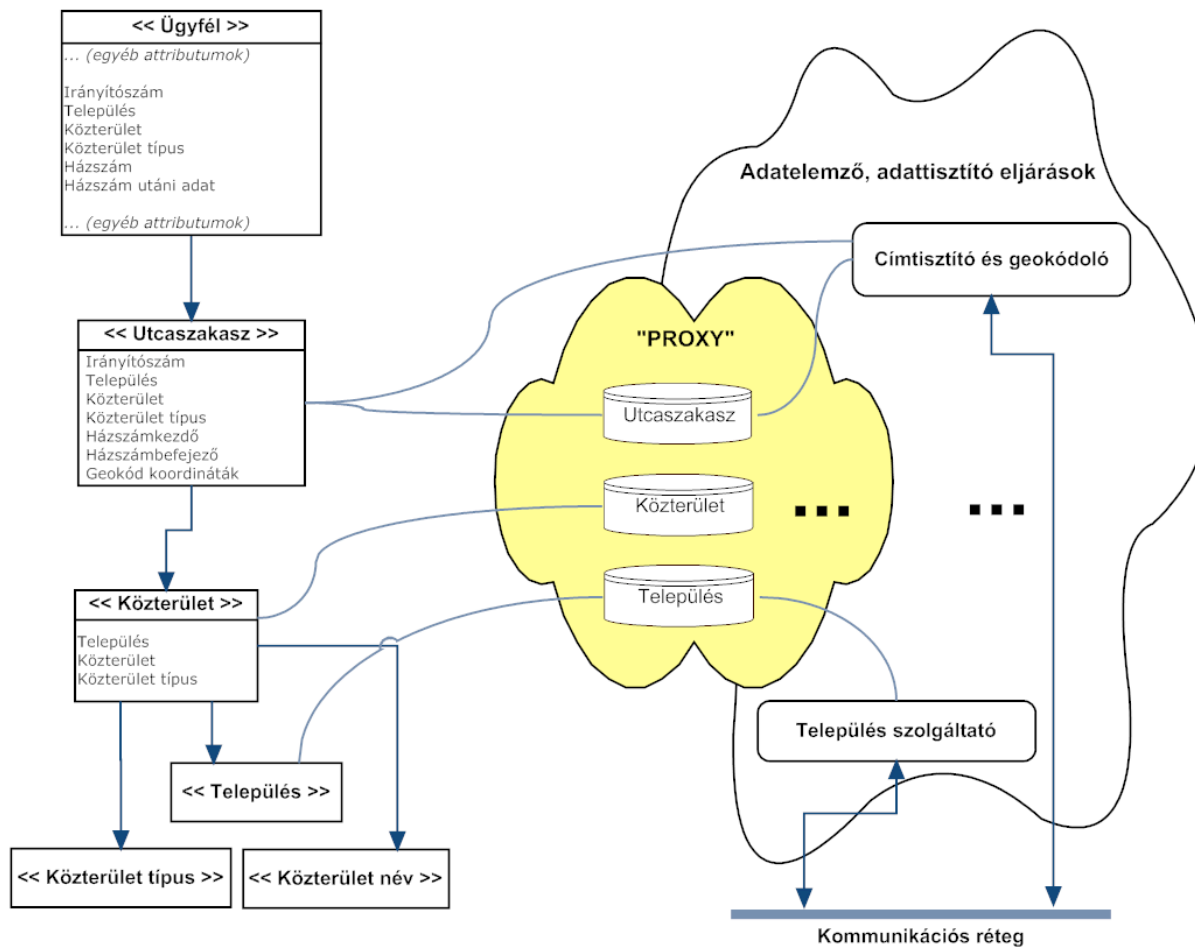 << Ügyfél >>
... (egyéb attributumok)
Irányítószám
Település
Közterület
Közterület típus
Házszám
Házszám utáni adat
... (egyéb attributumok)
<< Utcaszakasz >>
Irányítószám
Település
Közterület
Közterület típus
Házszámkezdő
Házszámbefejező
Geokód koordináták
<< Közterület >>
Település
Közterület
Közterület típus
<< Település >>
<< Közterület típus >>
<< Közterület név >>
Adatelemző, adattisztító eljárások
Címtisztító és geokódoló
"PROXY"
Utcaszakasz
Közterület
...
...
Település
Település szolgáltató
Kommunikációs réteg